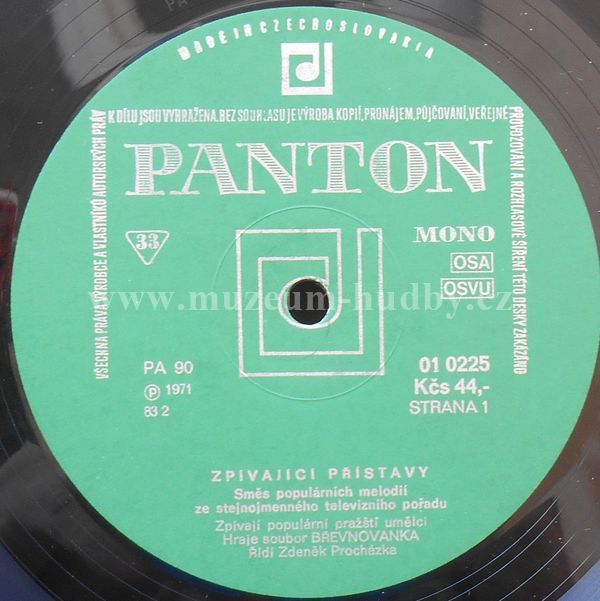 MADE IN CZECHOSLOVAKIA
VŠECHNA PRÁVA VÝROBCE A VLASTNÍKŮ AUTORSKÝCH PRÁV
K DÍLU JSOU VYHRAŽENA. BEZ SOUHLASU JE VÝROBA KOPIÍ, PRONÁJEM, PŮJČOVÁNÍ, VEŘEJNÉ
PROVOZOVÁNÍ A ROZHLASOVÉ ŠÍŘENÍ TÉTO DESKY ZAKÁZÁNO
PANTON
33
MONO
OSA
OSVU
www.muzeum-hudby.cz
PA 90
Ⓟ 1971
83 2
01 0225
Kčs 44,-
STRANA 1
ZPÍVAJÍCÍ PŘÍSTAVY
Směs populárních melodií
ze stejnojmenného televizního pořadu
Zpívají populární pražští umělci
Hraje soubor BŘEVNOVANKA
Řídí Zdeněk Procházka